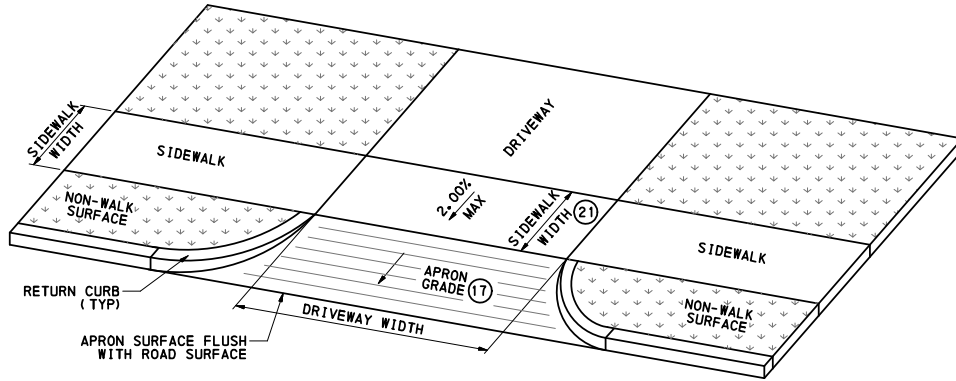 SIDEWALK
WIDTH
SIDEWALK
DRIVEWAY
NON-WALK
SURFACE
2.00%
MAX
SIDEWALK
WIDTH 21
SIDEWALK
RETURN CURB
(TYP)
APRON
GRADE 17
NON-WALK
SURFACE
DRIVEWAY WIDTH
APRON SURFACE FLUSH
WITH ROAD SURFACE